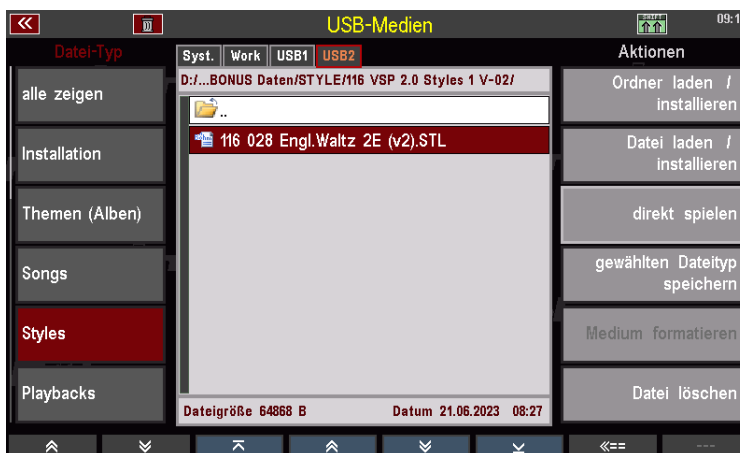 USB-Medien
09:1
Datei-Typ
Syst. Work USB1 USB2
Aktionen
D:/...BONUS Daten/STYLE/116 VSP 2.0 Styles 1 V-02/
alle zeigen
Installation
Themen (Alben)
Songs
Styles
Playbacks
..
116 028 Engl.Waltz 2E (v2).STL
Dateigröße 64868 B
Datum 21.06.2023 08:27
Ordner laden /
installieren
Datei laden /
installieren
direkt spielen
gewählten Dateityp
speichern
Medium formatieren
Datei löschen
«==
---